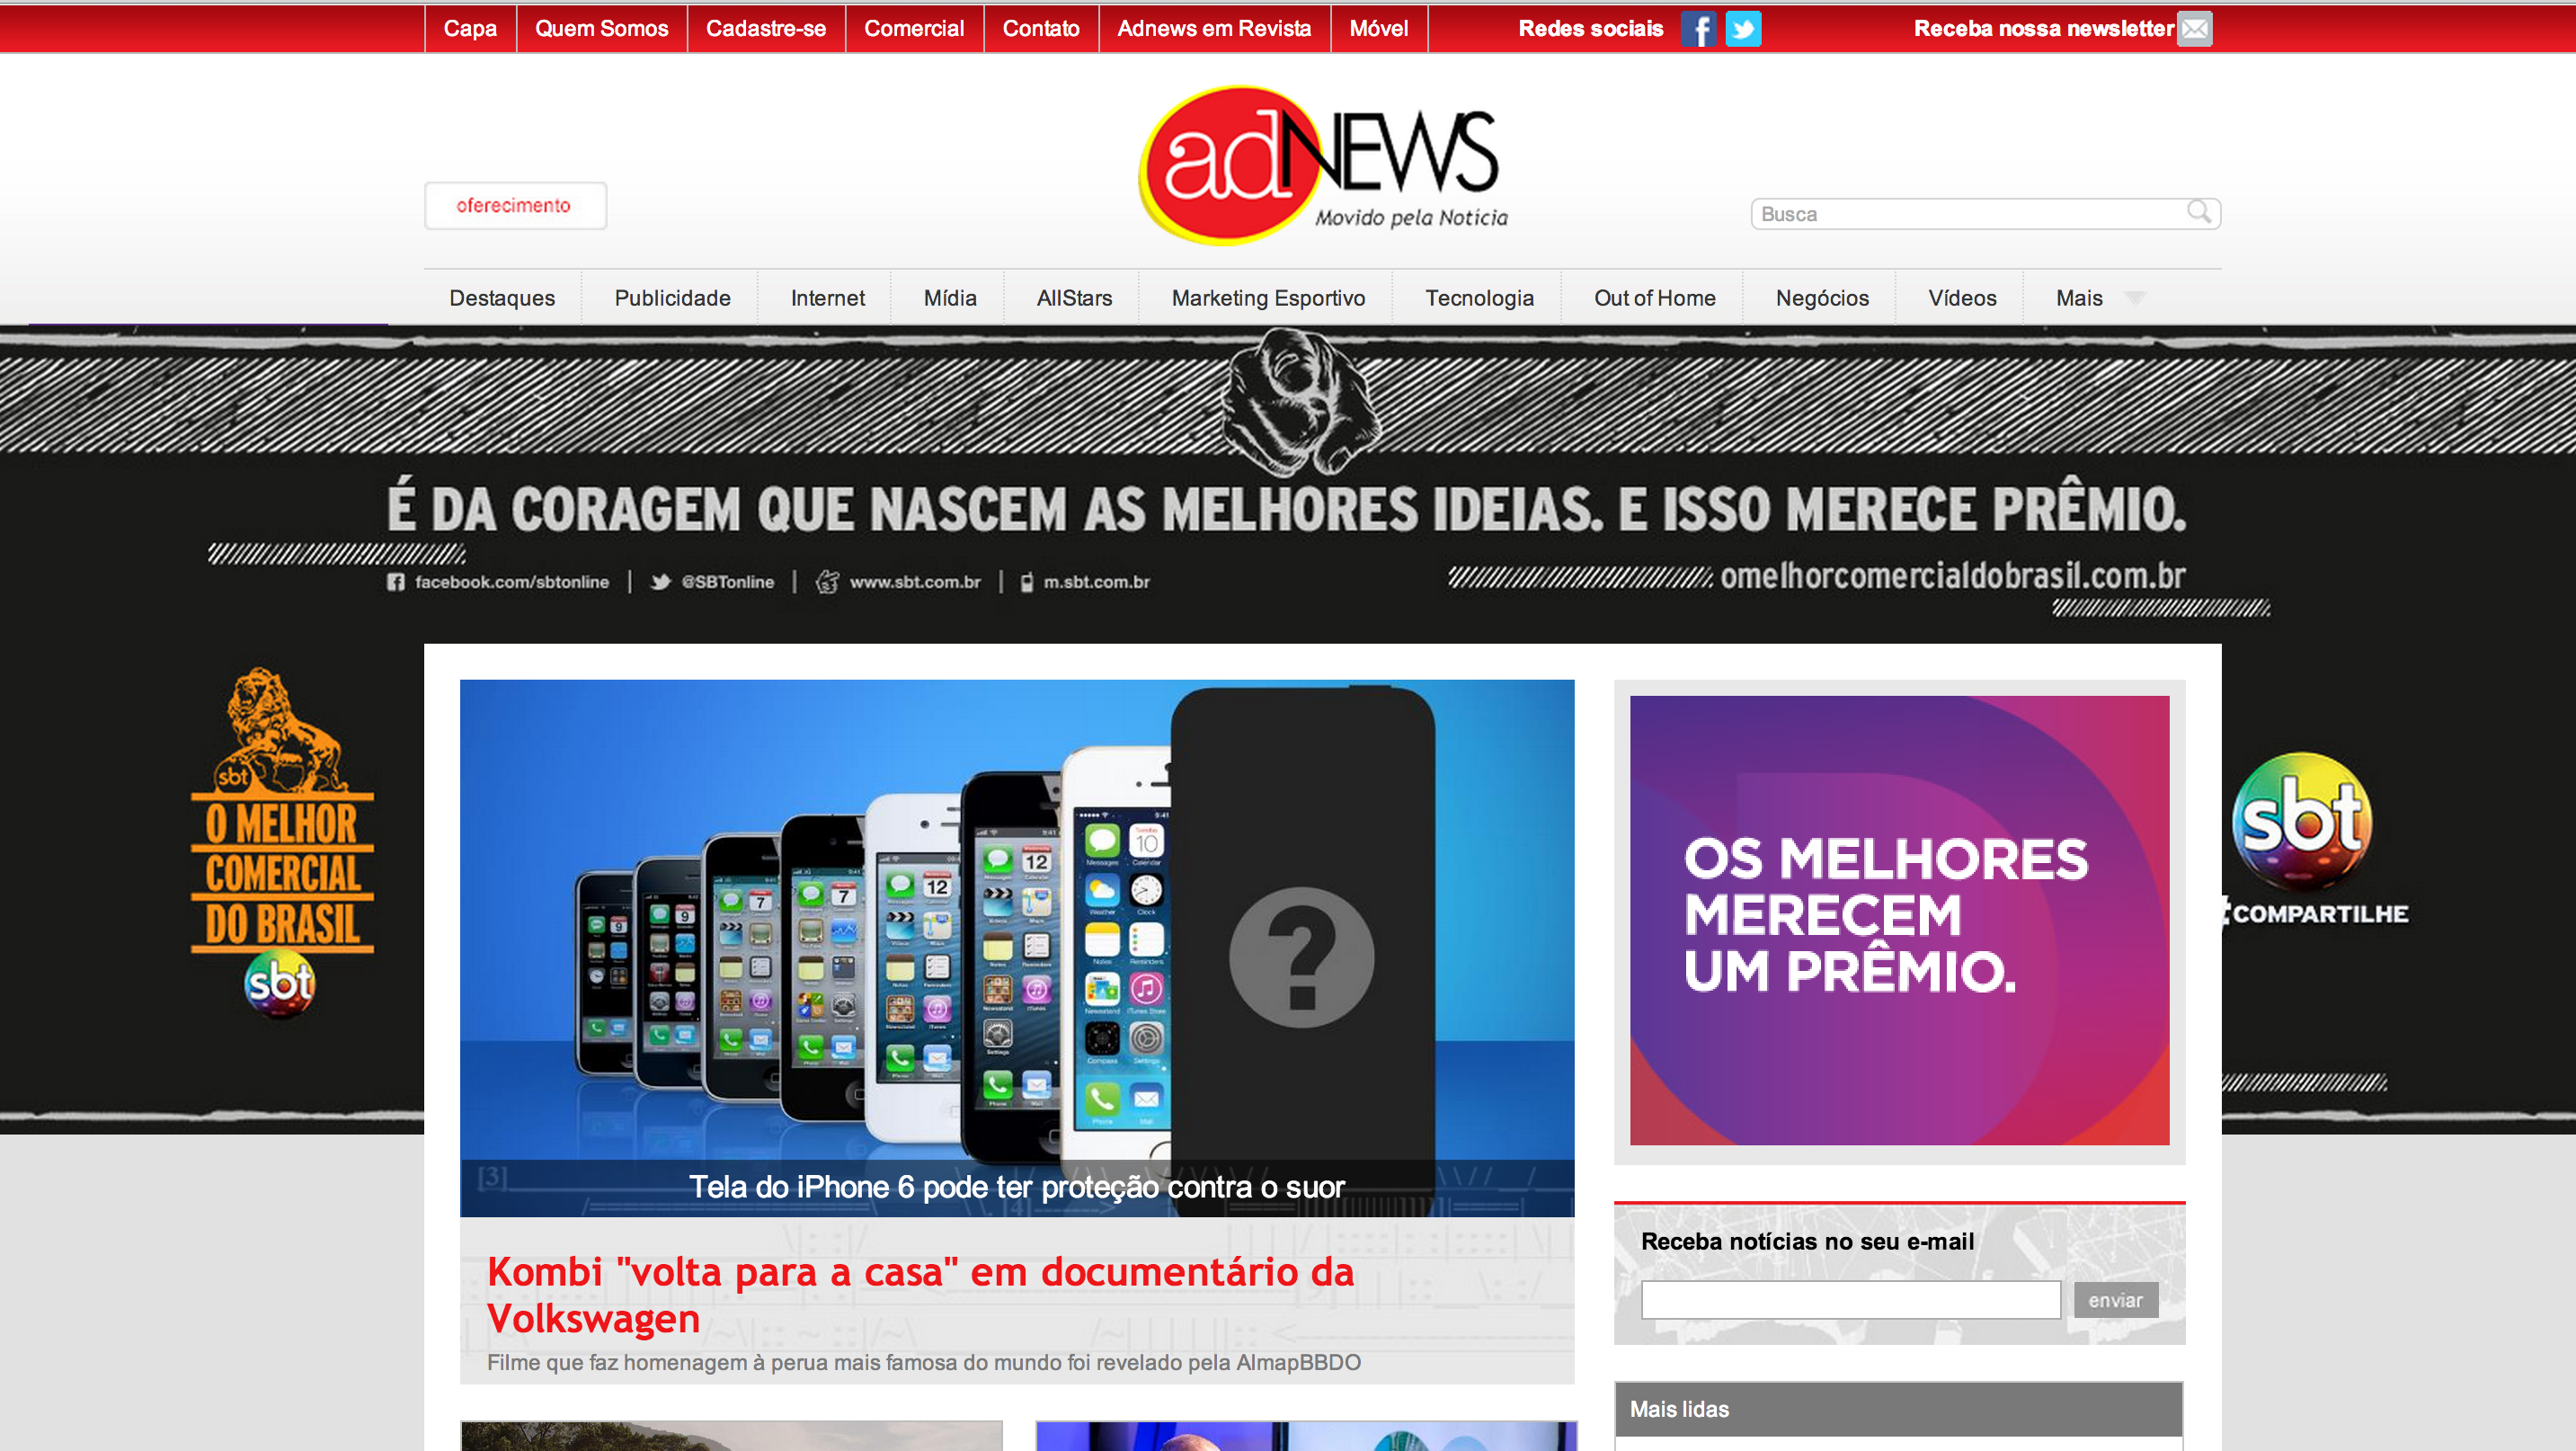 Capa Quem Somos Cadastre-se Comercial Contato Adnews em Revista Móvel Redes sociais Receba nossa newsletter
adNEWS
Movido pela Notícia
oferecimento
Busca
Destaques Publicidade Internet Mídia AllStars Marketing Esportivo Tecnologia Out of Home Negócios Vídeos Mais
É DA CORAGEM QUE NASCEM AS MELHORES IDEIAS. E ISSO MERECE PRÊMIO.
facebook.com/sbtonline | @SBTonline | www.sbt.com.br | m.sbt.com.br
omelhorcomercialdobrasil.com.br
sbt
O MELHOR
COMERCIAL
DO BRASIL
sbt
Tela do iPhone 6 pode ter proteção contra o suor
Kombi "volta para a casa" em documentário da
Volkswagen
Filme que faz homenagem à perua mais famosa do mundo foi revelado pela AlmapBBDO
OS MELHORES
MERECEM
UM PRÊMIO.
sbt
#COMPARTILHE
Receba notícias no seu e-mail
enviar
Mais lidas